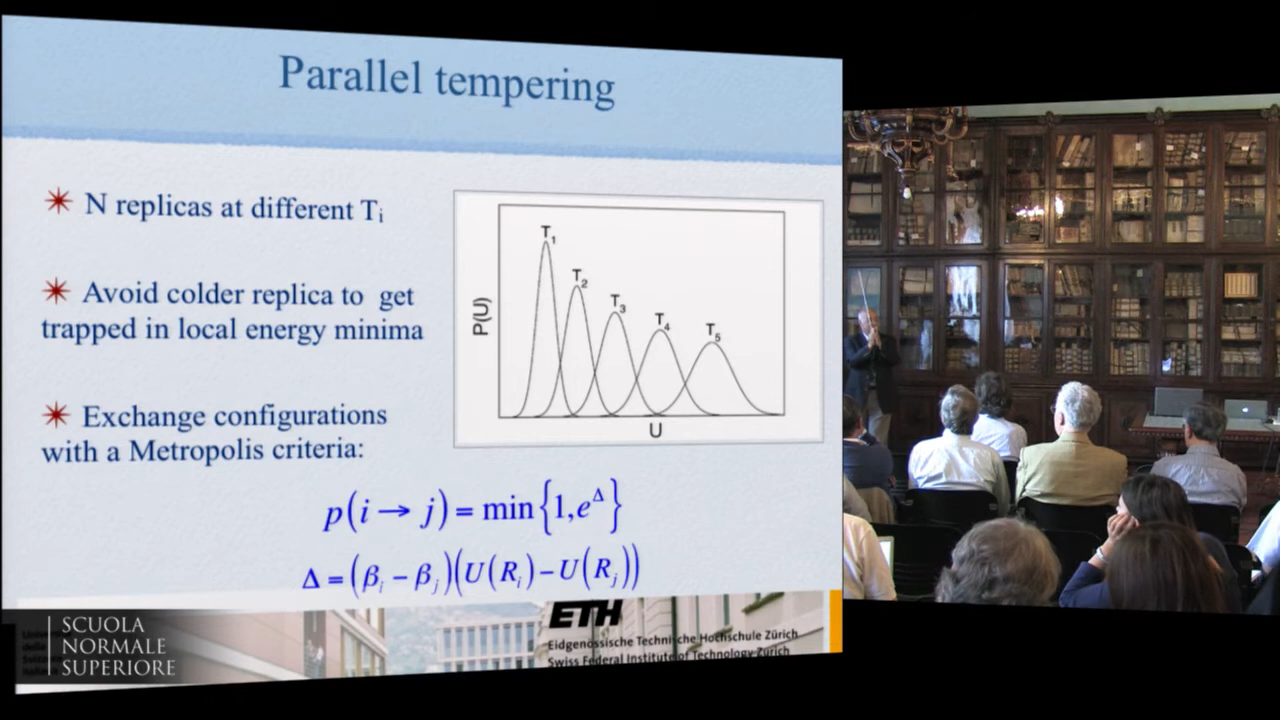 Parallel tempering
✴ N replicas at different Tᵢ
✴ Avoid colder replica to get
trapped in local energy minima
✴ Exchange configurations
with a Metropolis criteria:
p(i → j) = min{1,e^Δ}
Δ = (βᵢ − βⱼ)(U(Rᵢ) − U(Rⱼ))
T₁
T₂
T₃
T₄
T₅
P(U)
U
SCUOLA
NORMALE
SUPERIORE
ETH
Eidgenössische Technische Hochschule Zürich
Swiss Federal Institute of Technology Zurich